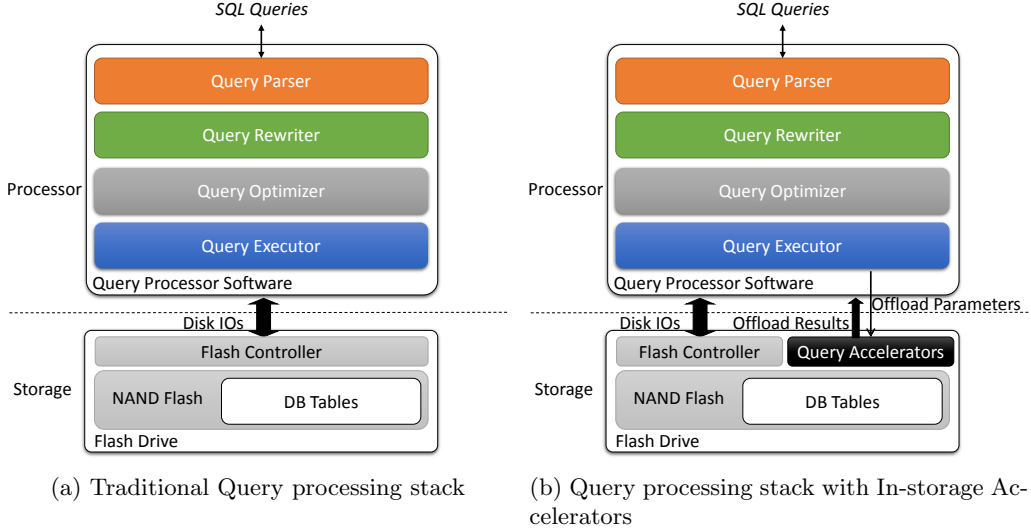 SQL Queries
Query Parser
Query Rewriter
Processor
Query Optimizer
Query Executor
Query Processor Software
Disk IOs
Flash Controller
Storage
NAND Flash
DB Tables
Flash Drive
(a) Traditional Query processing stack
SQL Queries
Query Parser
Query Rewriter
Processor
Query Optimizer
Query Executor
Query Processor Software
Offload Parameters
Disk IOs
Offload Results
Flash Controller
Query Accelerators
Storage
NAND Flash
DB Tables
Flash Drive
(b) Query processing stack with In-storage Ac-
celerators